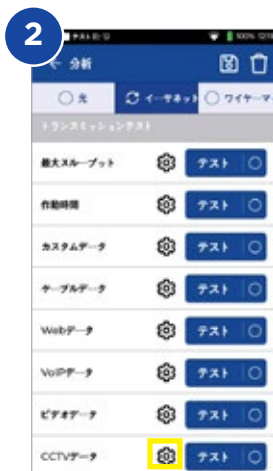 2
100%
分析
光 イーサネット ワイヤーマ
トランスミッションテスト
最大スループット テスト
作動時間 テスト
カスタムデータ テスト
ケーブルデータ テスト
Webデータ テスト
VoIPデータ テスト
ビデオデータ テスト
CCTVデータ テスト